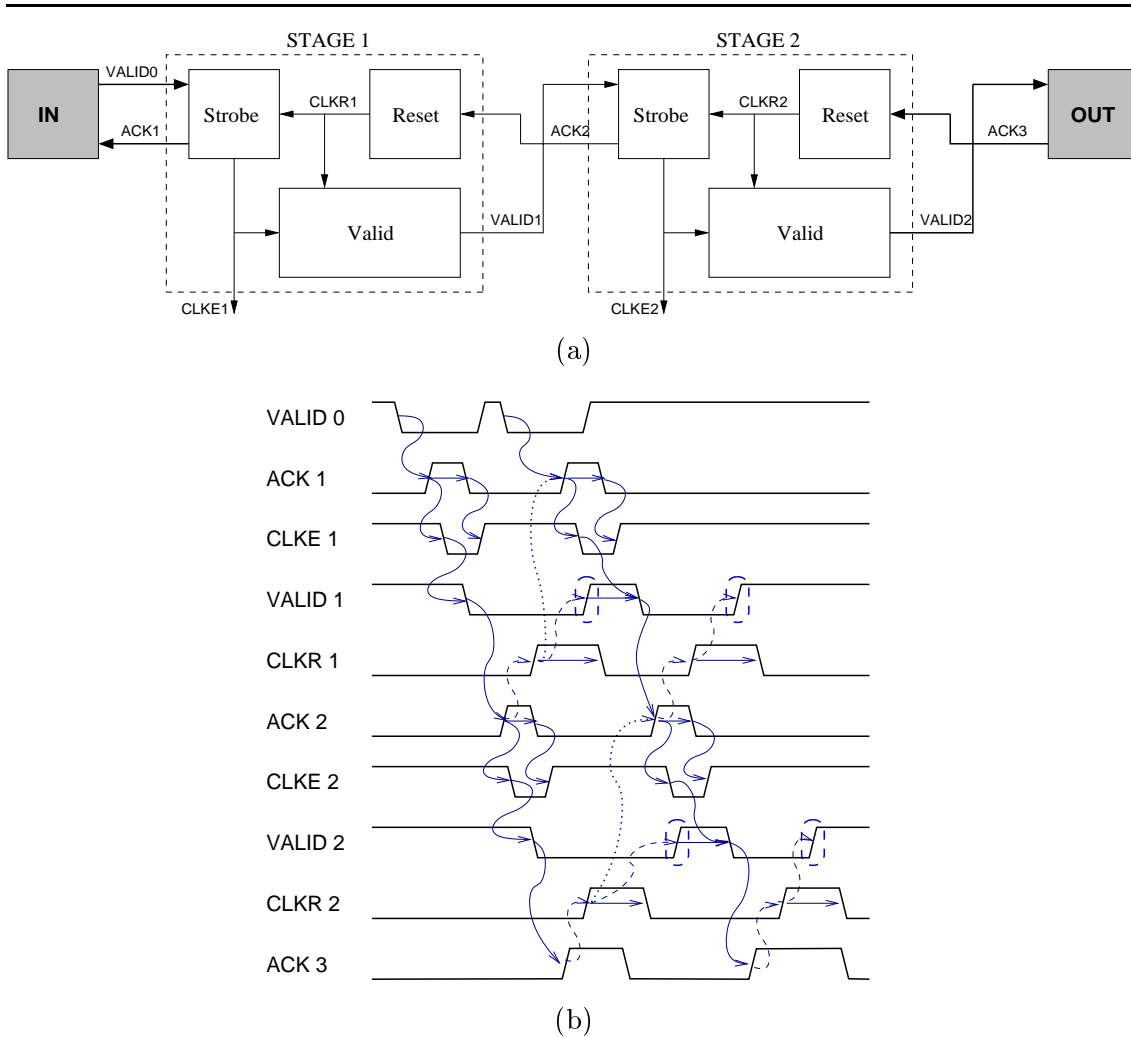 STAGE 1
STAGE 2
VALID0
IN
Strobe
CLKR1
Reset
ACK1
ACK2
Strobe
CLKR2
Reset
ACK3
OUT
Valid
VALID1
Valid
VALID2
CLKE1
CLKE2
(a)
VALID 0
ACK 1
CLKE 1
VALID 1
CLKR 1
ACK 2
CLKE 2
VALID 2
CLKR 2
ACK 3
(b)